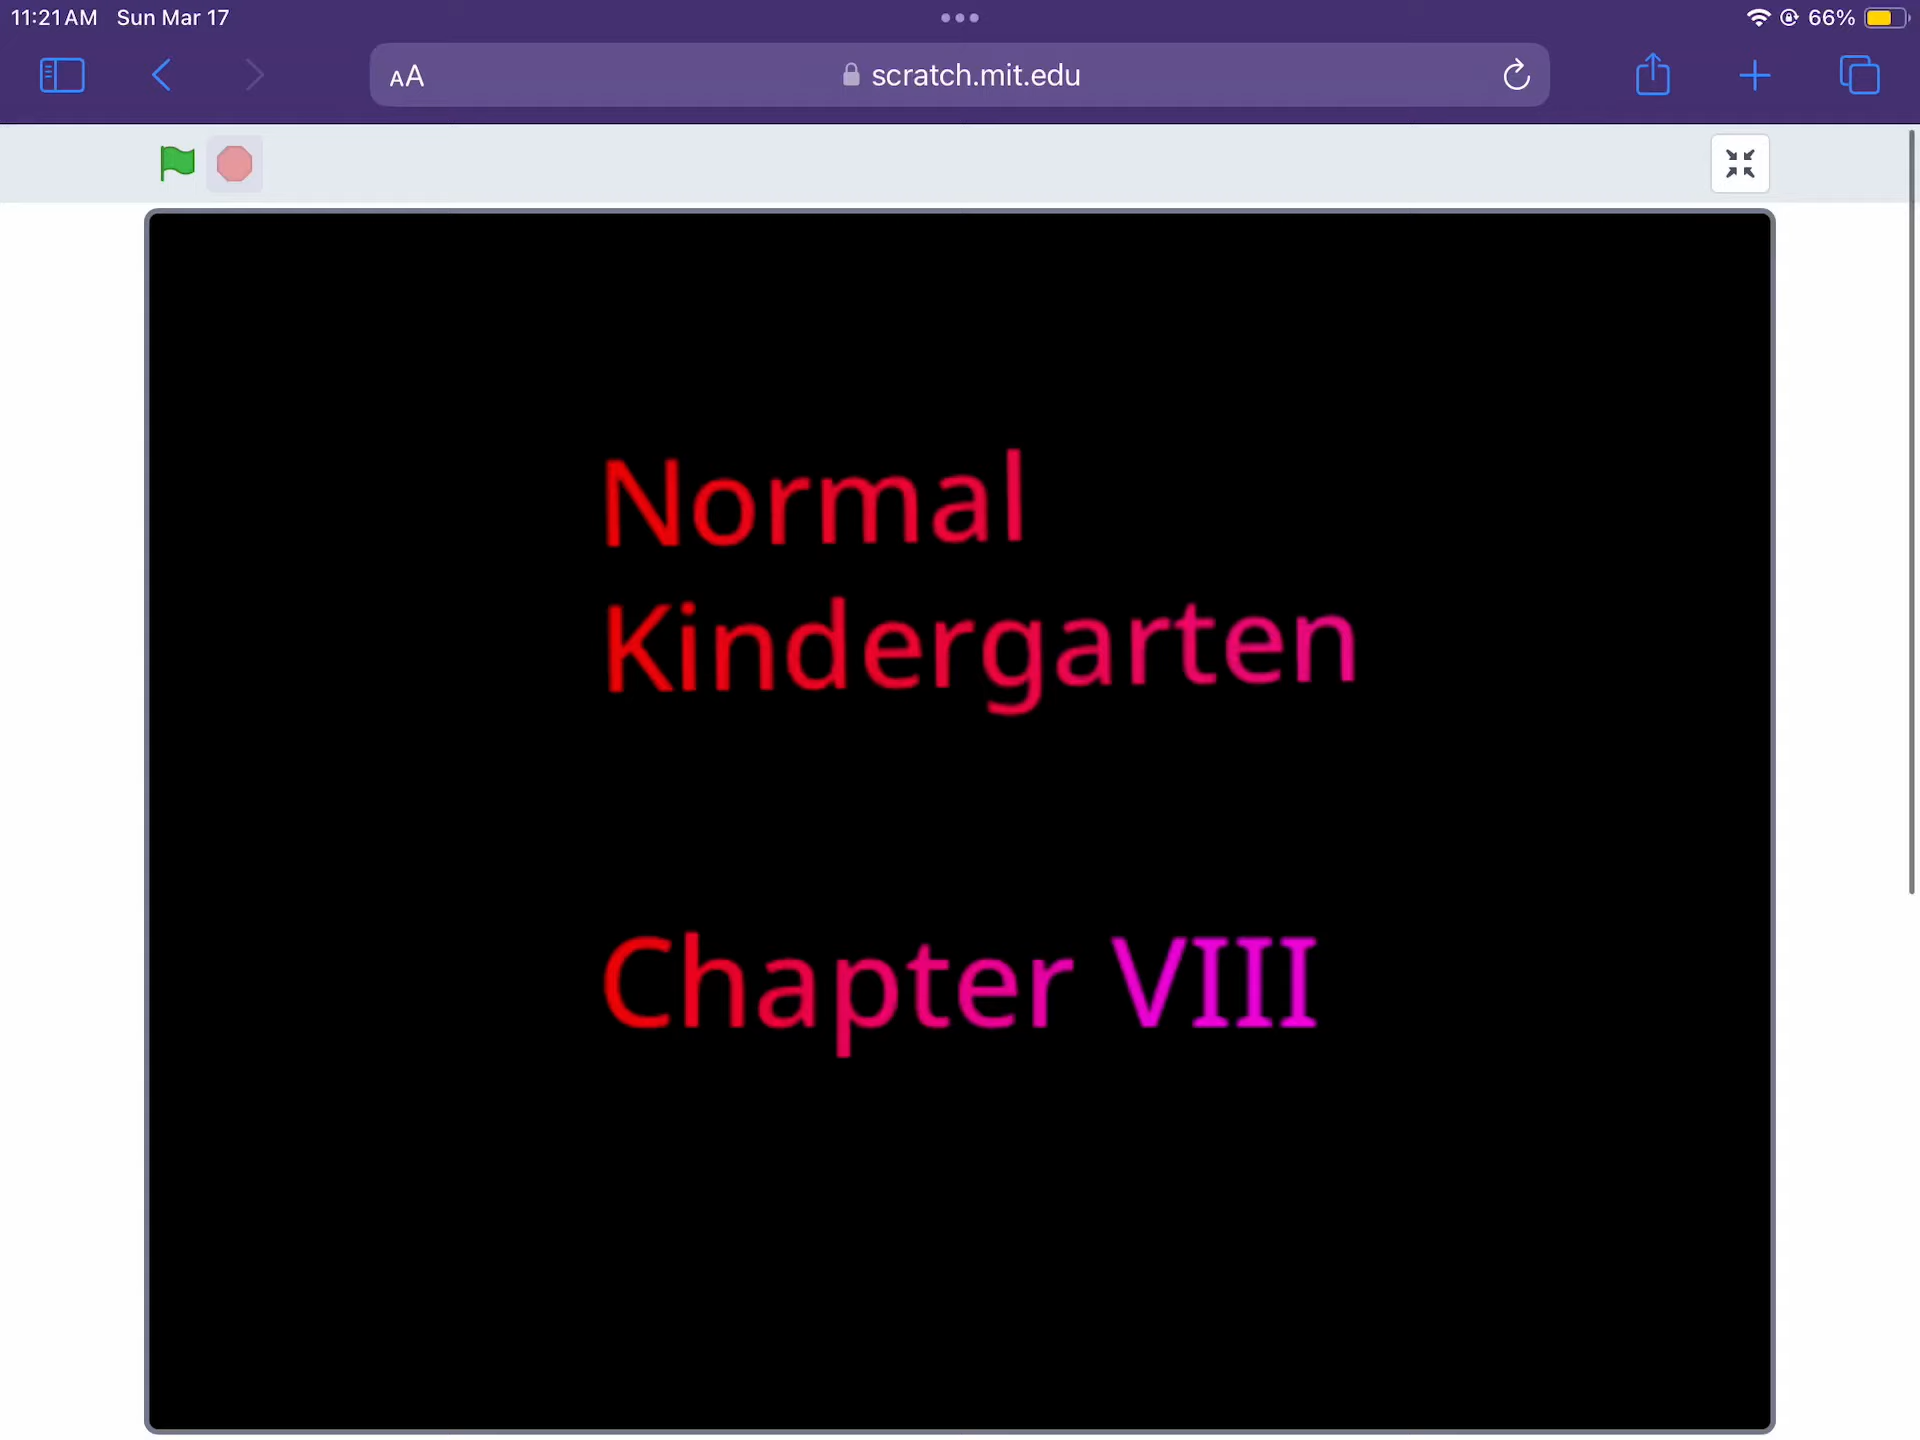 11:21 AM Sun Mar 17
66%
AA
scratch.mit.edu
Normal
Kindergarten
Chapter VIII